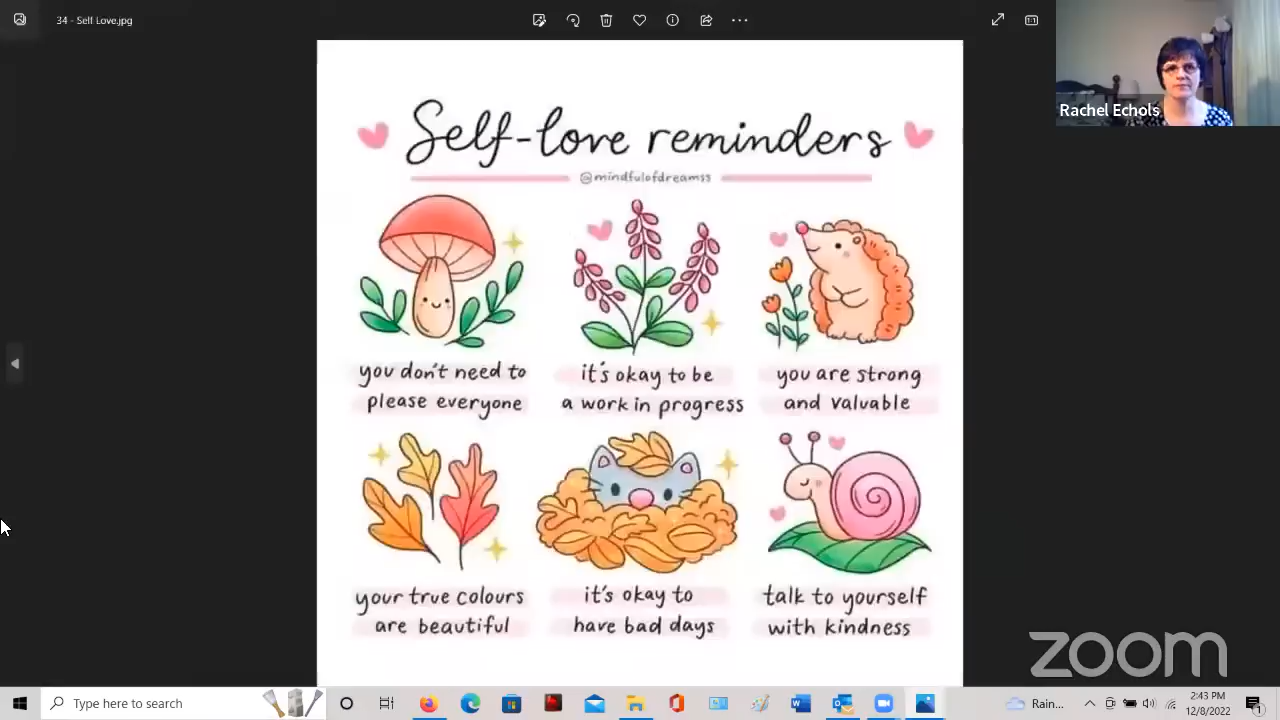 34 - Self Love.jpg
Rachel Echols
Self-love reminders
@mindfulofdreamss
you don't need to
please everyone
it's okay to be
a work in progress
you are strong
and valuable
your true colours
are beautiful
it's okay to
have bad days
talk to yourself
with kindness
zoom
Type here to search
Rain...
2:43 PM
12/8/2022